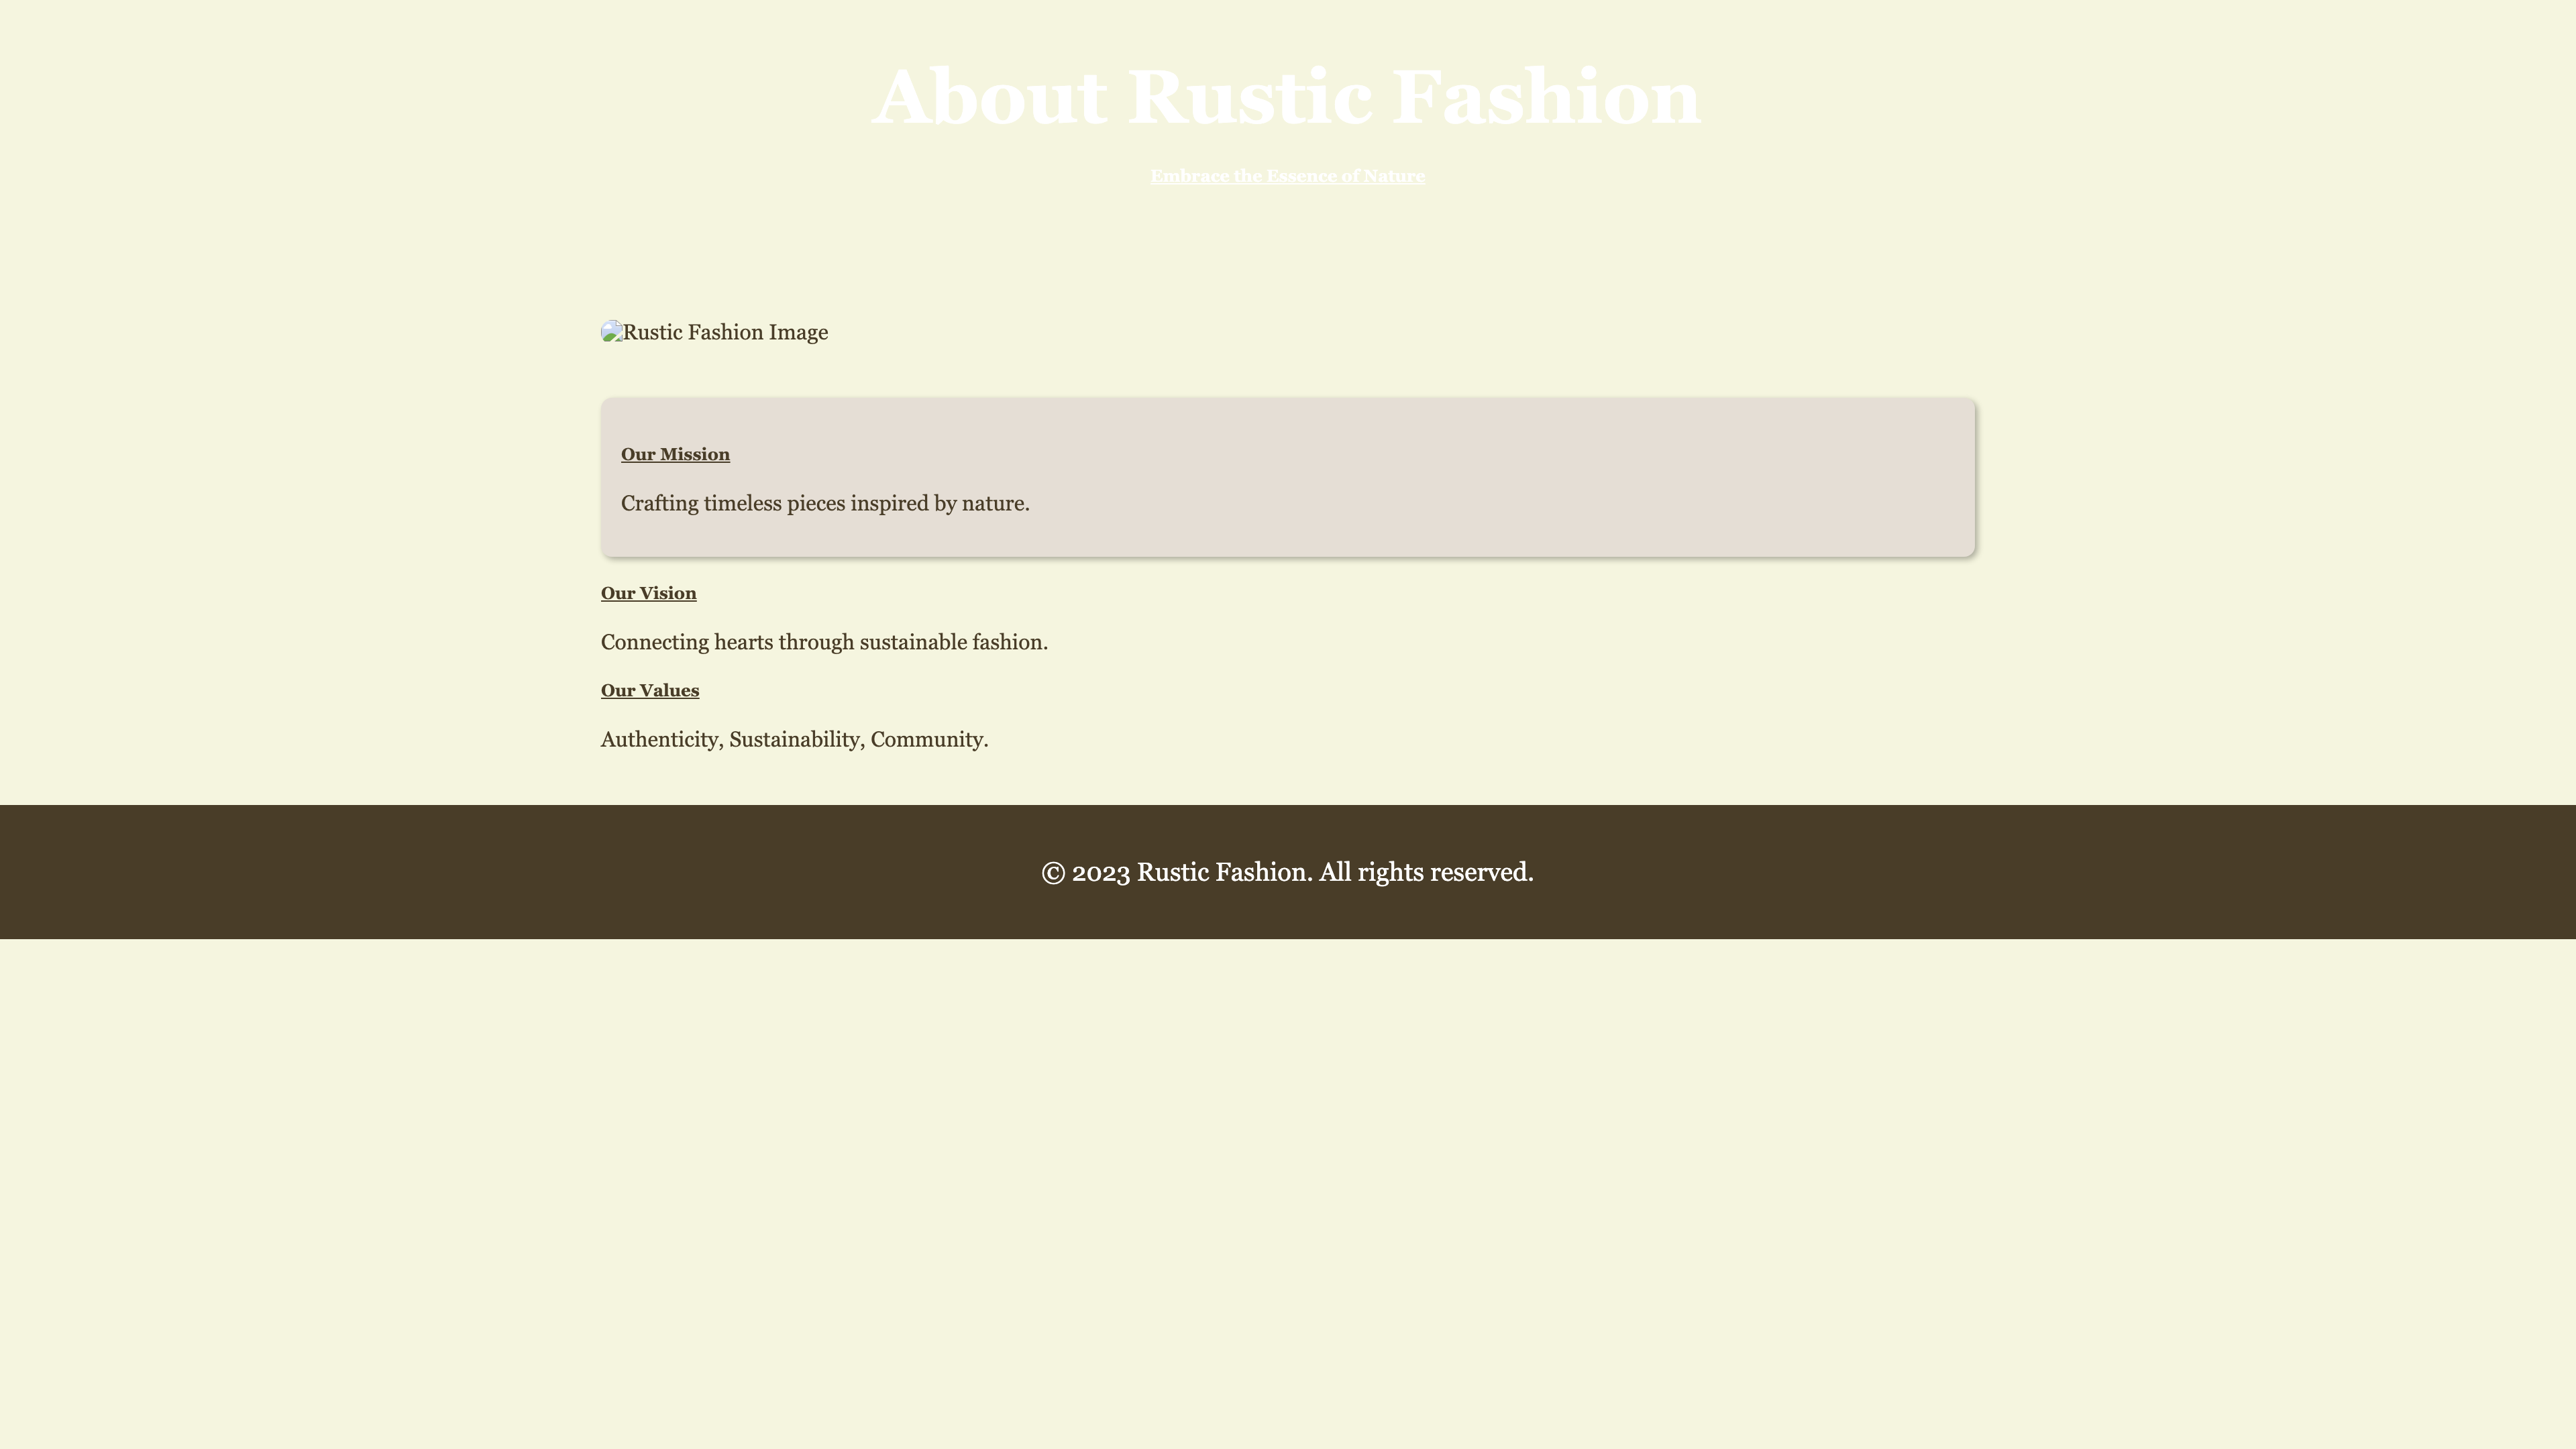 About Rustic Fashion
Embrace the Essence of Nature
Rustic Fashion Image
Our Mission
Crafting timeless pieces inspired by nature.
Our Vision
Connecting hearts through sustainable fashion.
Our Values
Authenticity, Sustainability, Community.
© 2023 Rustic Fashion. All rights reserved.